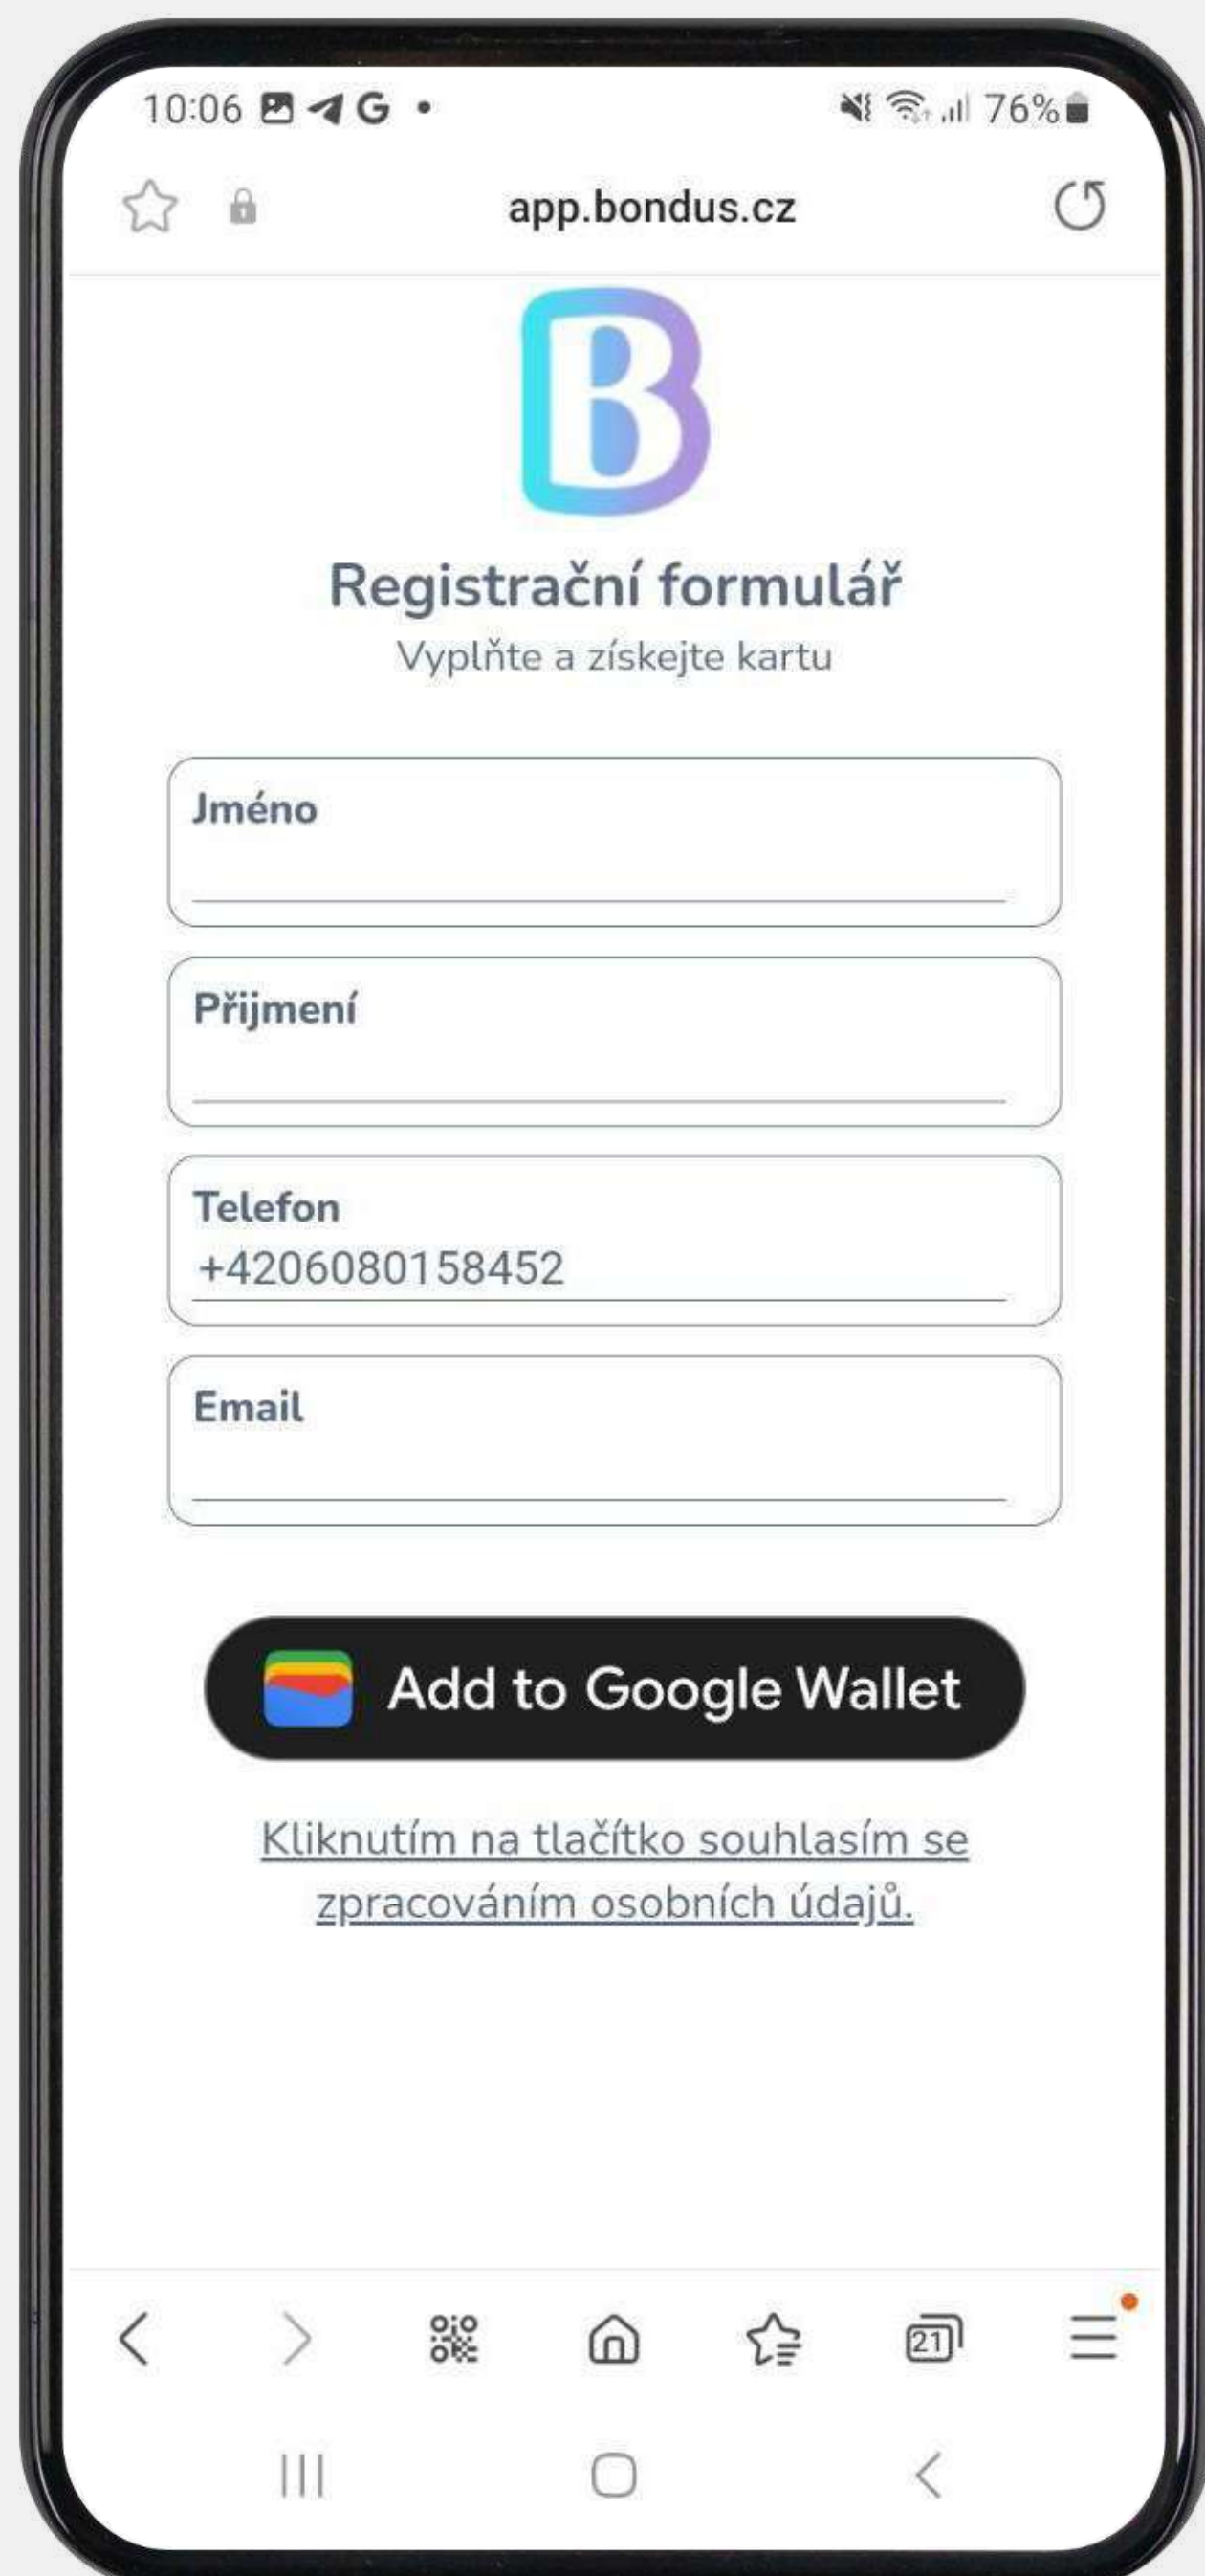 10:06 G
76%
app.bondus.cz
B
Registrační formulář
Vyplňte a získejte kartu
Jméno
Přijmení
Telefon
+4206080158452
Email
Add to Google Wallet
Kliknutím na tlačítko souhlasím se
zpracováním osobních údajů.
21